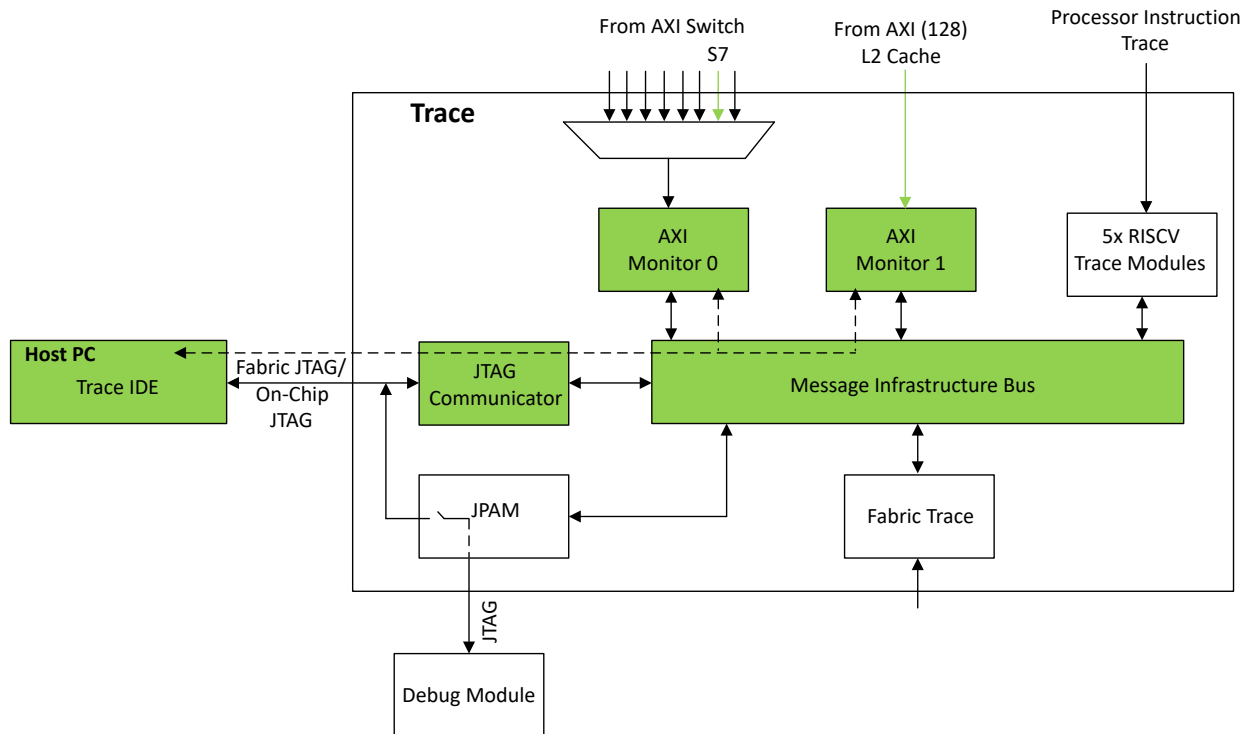 Processor Instruction
Trace
From AXI Switch
S7
From AXI (128)
L2 Cache
Trace
AXI
Monitor 0
AXI
Monitor 1
5x RISCV
Trace Modules
Host PC
Trace IDE
Fabric JTAG/
On-Chip
JTAG
JTAG
Communicator
Message Infrastructure Bus
JPAM
Fabric Trace
JTAG
Debug Module